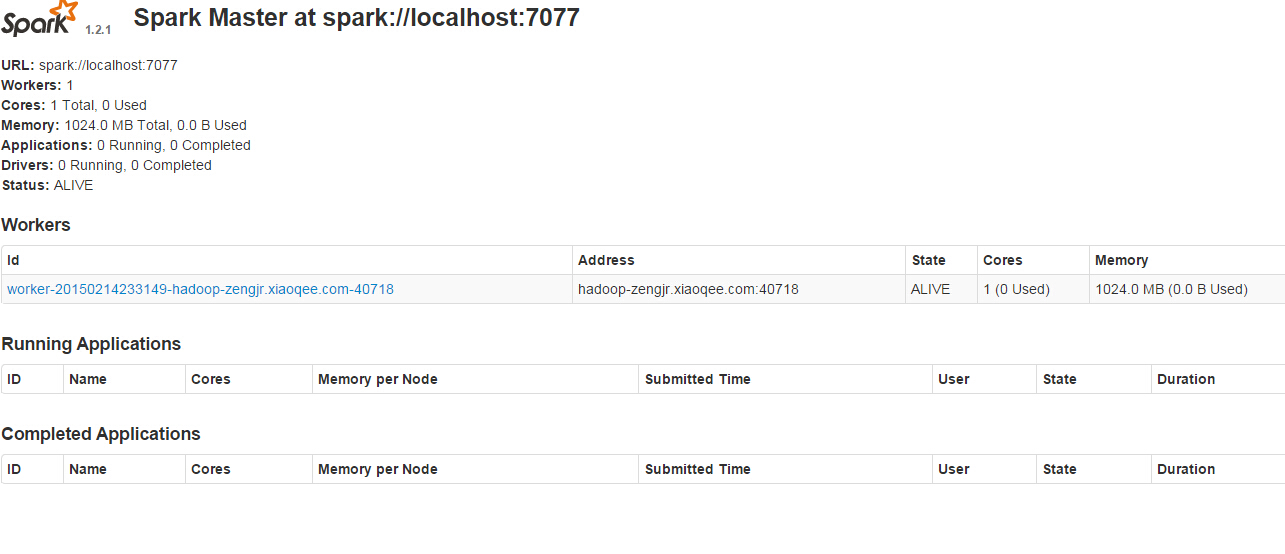 Spark 1.2.1 Spark Master at spark://localhost:7077
URL: spark://localhost:7077
Workers: 1
Cores: 1 Total, 0 Used
Memory: 1024.0 MB Total, 0.0 B Used
Applications: 0 Running, 0 Completed
Drivers: 0 Running, 0 Completed
Status: ALIVE
Workers
Id Address State Cores Memory
worker-20150214233149-hadoop-zengjr.xiaoqee.com-40718 hadoop-zengjr.xiaoqee.com:40718 ALIVE 1 (0 Used) 1024.0 MB (0.0 B Used)
Running Applications
ID Name Cores Memory per Node Submitted Time User State Duration
Completed Applications
ID Name Cores Memory per Node Submitted Time User State Duration